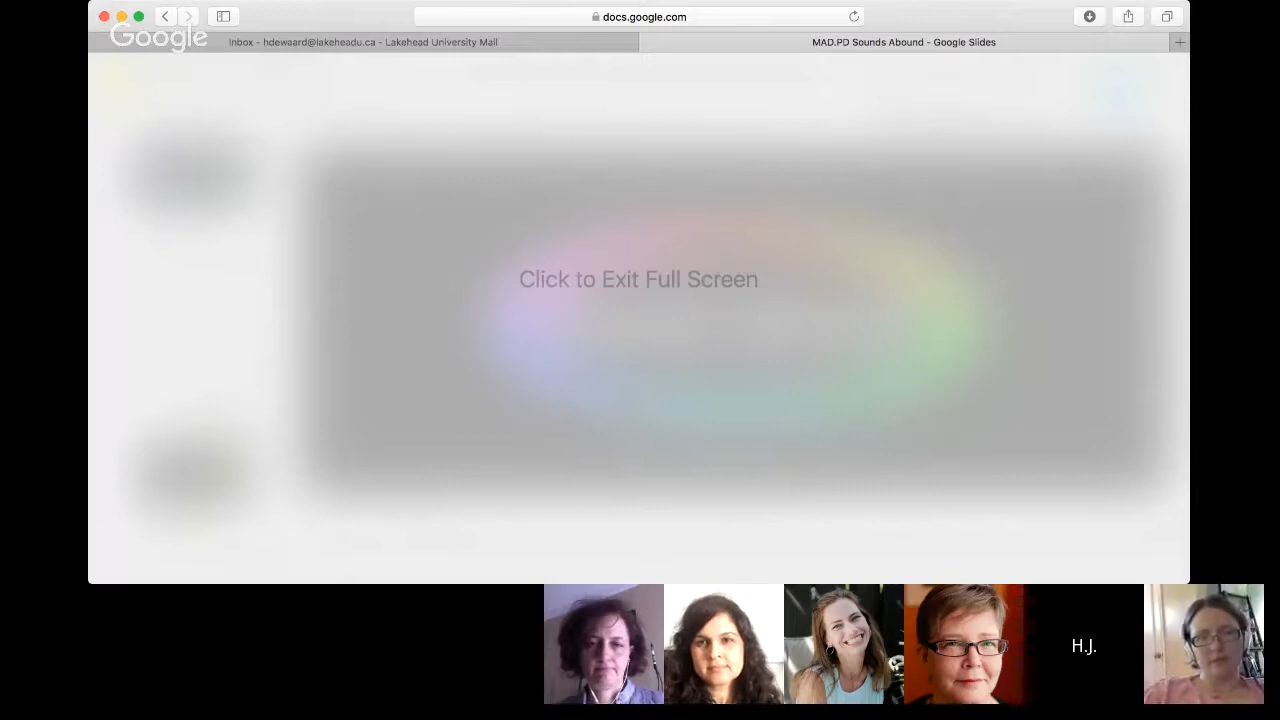 docs.google.com
Google
Inbox - hdewaard@lakeheadu.ca - Lakehead University Mail
MAD.PD Sounds Abound - Google Slides
Click to Exit Full Screen
H.J.